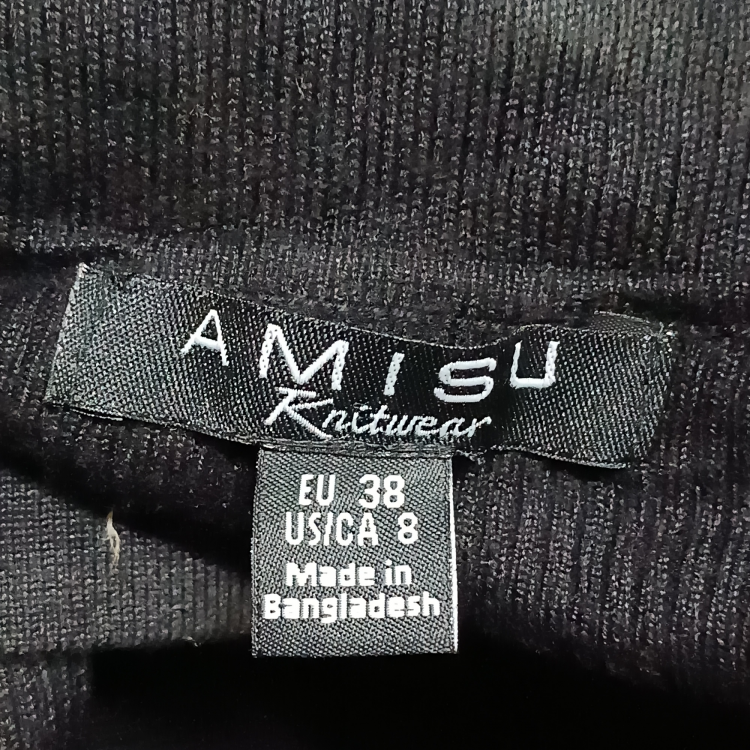 AMISU
Knitwear
EU 38
US/CA 8
Made in
Bangladesh